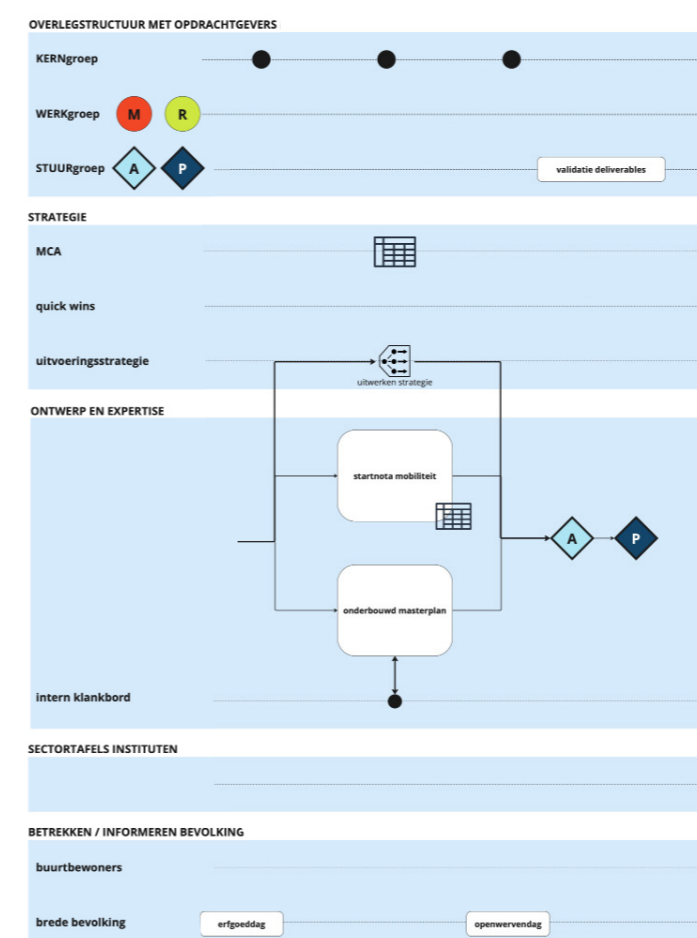 OVERLEGSTRUCTUUR MET OPDRACHTGEVERS
KERNgroep
WERKgroep M R
STUURgroep A P
validatie deliverables
STRATEGIE
MCA
quick wins
uitvoeringsstrategie
uitwerken strategie
ONTWERP EN EXPERTISE
startnota mobiliteit
A P
onderbouwd masterplan
intern klankbord
SECTORTAFELS INSTITUTEN
BETREKKEN / INFORMEREN BEVOLKING
buurtbewoners
brede bevolking erfgoeddag openwervendag